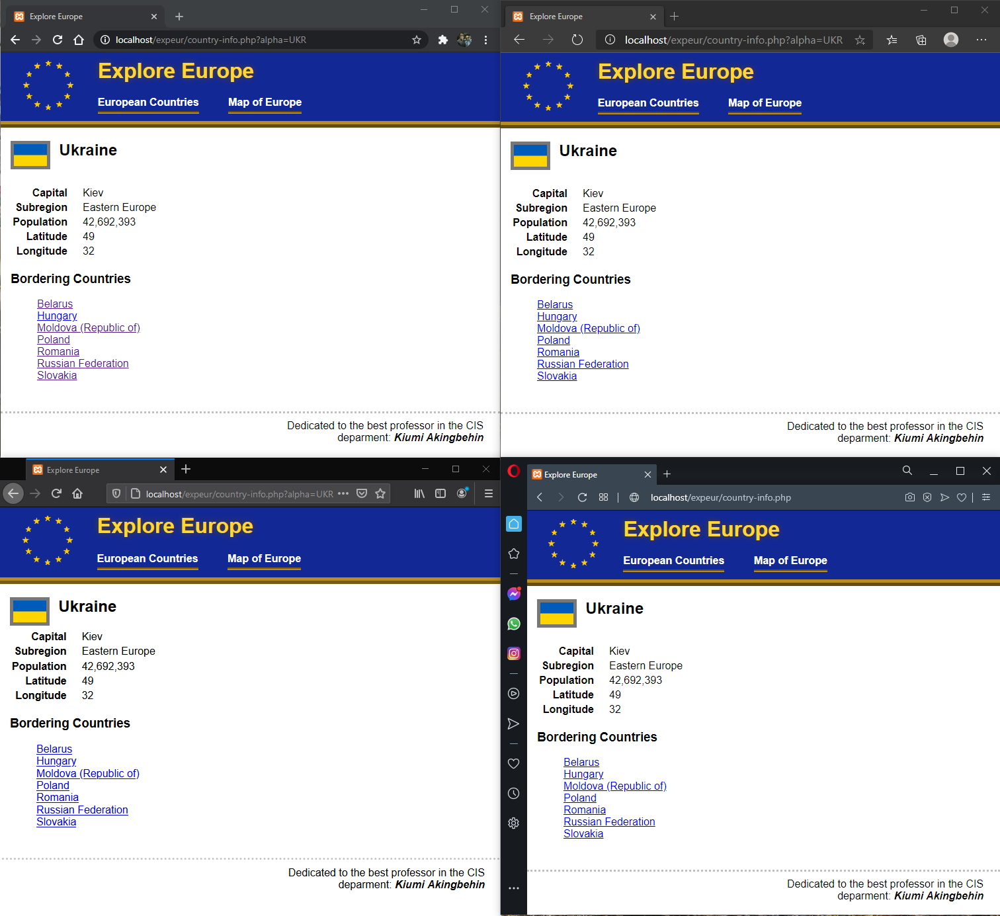 Explore Europe
localhost/expeur/country-info.php?alpha=UKR
Explore Europe
European Countries Map of Europe
Ukraine
Capital Kiev
Subregion Eastern Europe
Population 42,692,393
Latitude 49
Longitude 32
Bordering Countries
Belarus
Hungary
Moldova (Republic of)
Poland
Romania
Russian Federation
Slovakia
Dedicated to the best professor in the CIS
deparment: Kiumi Akingbehin
Explore Europe
localhost/expeur/country-info.php?alpha=UKR
Explore Europe
European Countries Map of Europe
Ukraine
Capital Kiev
Subregion Eastern Europe
Population 42,692,393
Latitude 49
Longitude 32
Bordering Countries
Belarus
Hungary
Moldova (Republic of)
Poland
Romania
Russian Federation
Slovakia
Dedicated to the best professor in the CIS
deparment: Kiumi Akingbehin
Explore Europe
localhost/expeur/country-info.php?alpha=UKR
Explore Europe
European Countries Map of Europe
Ukraine
Capital Kiev
Subregion Eastern Europe
Population 42,692,393
Latitude 49
Longitude 32
Bordering Countries
Belarus
Hungary
Moldova (Republic of)
Poland
Romania
Russian Federation
Slovakia
Dedicated to the best professor in the CIS
deparment: Kiumi Akingbehin
Explore Europe
localhost/expeur/country-info.php
Explore Europe
European Countries Map of Europe
Ukraine
Capital Kiev
Subregion Eastern Europe
Population 42,692,393
Latitude 49
Longitude 32
Bordering Countries
Belarus
Hungary
Moldova (Republic of)
Poland
Romania
Russian Federation
Slovakia
Dedicated to the best professor in the CIS
deparment: Kiumi Akingbehin